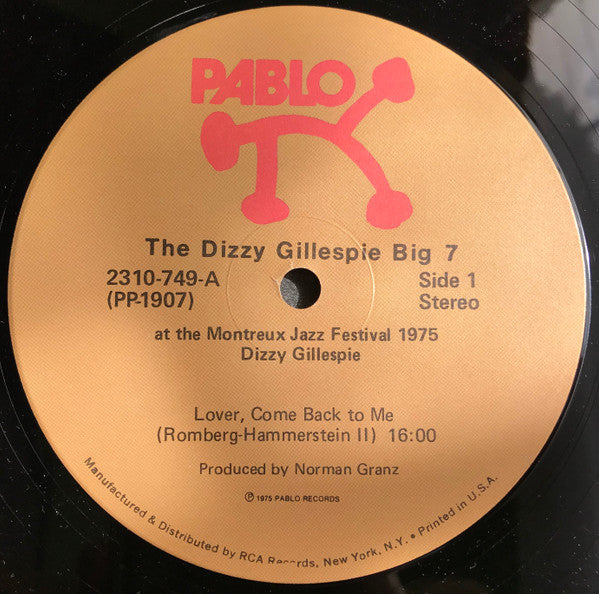 PABLO
The Dizzy Gillespie Big 7
2310-749-A Side 1
(PP-1907) Stereo
at the Montreux Jazz Festival 1975
Dizzy Gillespie
Lover, Come Back to Me
(Romberg-Hammerstein II) 16:00
Produced by Norman Granz
℗ 1975 PABLO RECORDS
Manufactured & Distributed by RCA Records, New York, N.Y. • Printed in U.S.A.